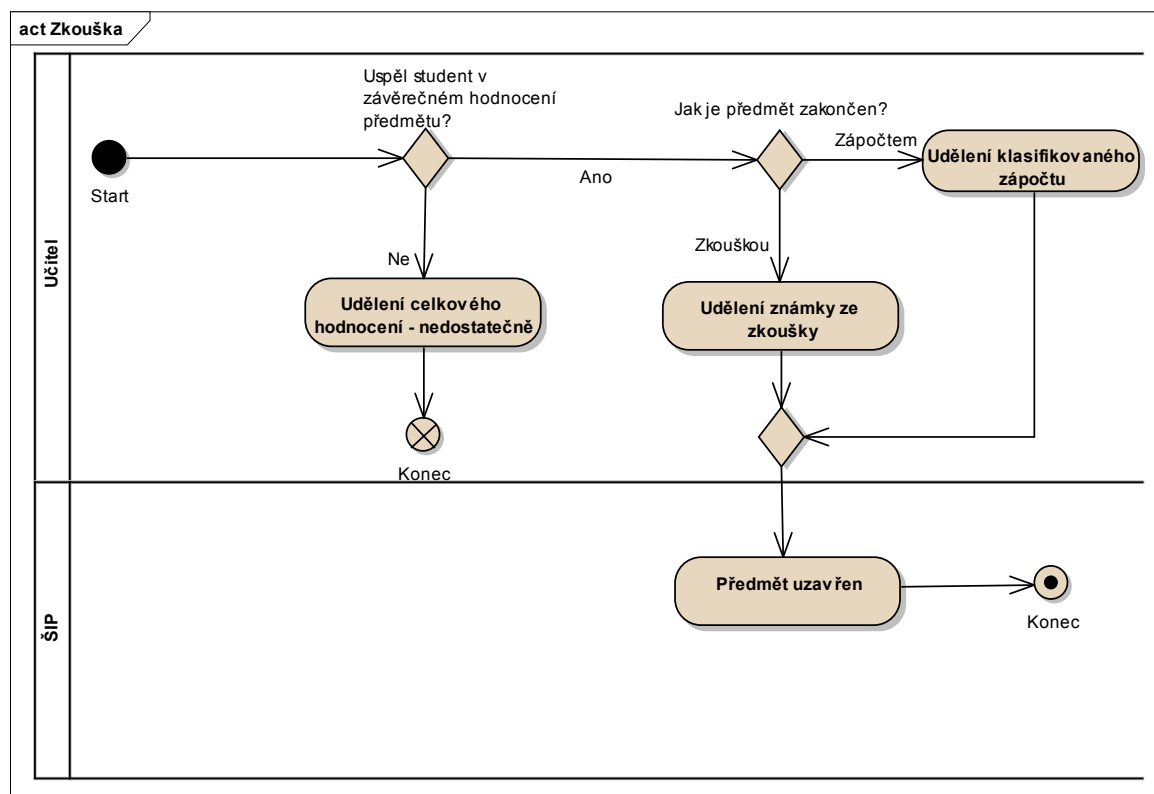 act Zkouška
Uspěl student v
závěrečném hodnocení
předmětu?
Jak je předmět zakončen?
Zápočtem
Udělení klasifikovaného
zápočtu
Start
Ano
Učitel
Ne
Zkouškou
Udělení celkového
hodnocení - nedostatečně
Udělení známky ze
zkoušky
Konec
ŠIP
Předmět uzavřen
Konec